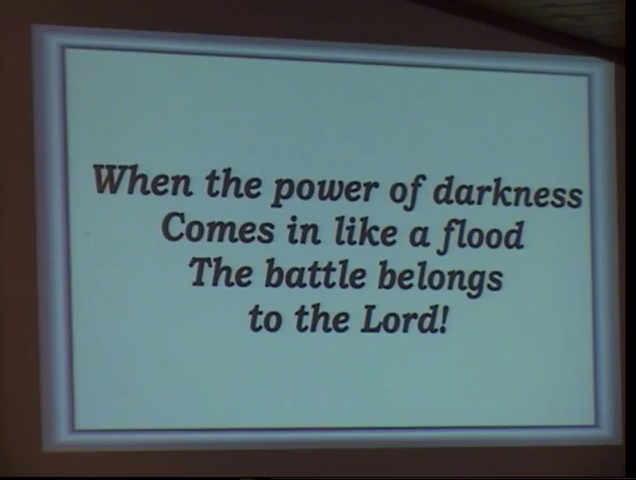 When the power of darkness
Comes in like a flood
The battle belongs
to the Lord!